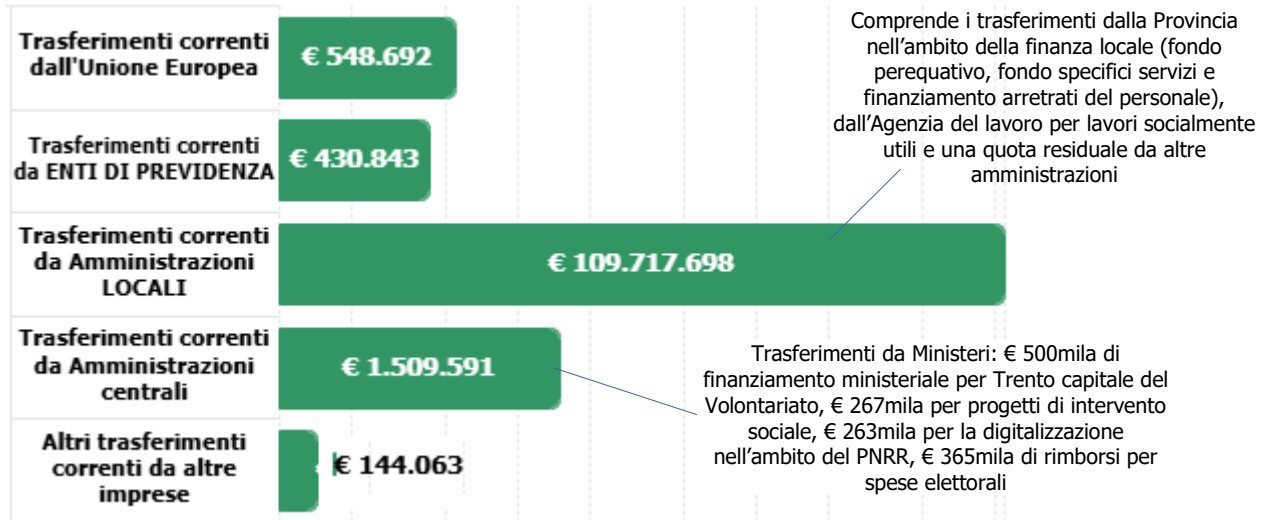 Trasferimenti correnti
dall'Unione Europea
€ 548.692
Comprende i trasferimenti dalla Provincia
nell'ambito della finanza locale (fondo
perequativo, fondo specifici servizi e
finanziamento arretrati del personale),
dall'Agenzia del lavoro per lavori socialmente
utili e una quota residuale da altre
amministrazioni
Trasferimenti correnti
da ENTI DI PREVIDENZA
€ 430.843
Trasferimenti correnti
da Amministrazioni
LOCALI
€ 109.717.698
Trasferimenti correnti
da Amministrazioni
centrali
€ 1.509.591
Trasferimenti da Ministeri: € 500mila di
finanziamento ministeriale per Trento capitale del
Volontariato, € 267mila per progetti di intervento
sociale, € 263mila per la digitalizzazione
nell'ambito del PNRR, € 365mila di rimborsi per
spese elettorali
Altri trasferimenti
correnti da altre
imprese
€ 144.063